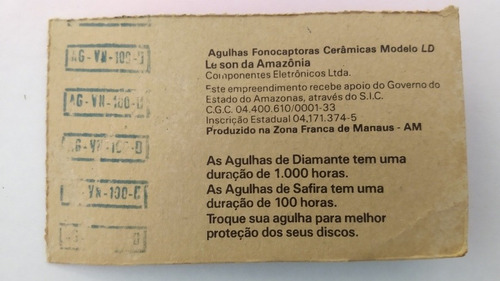 AG-VN-100-D
AG-VN-100-D
AG-VN-100-D
VN-100-D
D
Agulhas Fonocaptoras Cerâmicas Modelo LD
Le son da Amazônia
Componentes Eletrônicos Ltda.
Este empreendimento recebe apoio do Governo do
Estado do Amazonas, através do S.I.C.
C.G.C. 04.400.610/0001-33
Inscrição Estadual 04.171.374-5
Produzido na Zona Franca de Manaus - AM
As Agulhas de Diamante tem uma
duração de 1.000 horas.
As Agulhas de Safira tem uma
duração de 100 horas.
Troque sua agulha para melhor
proteção dos seus discos.